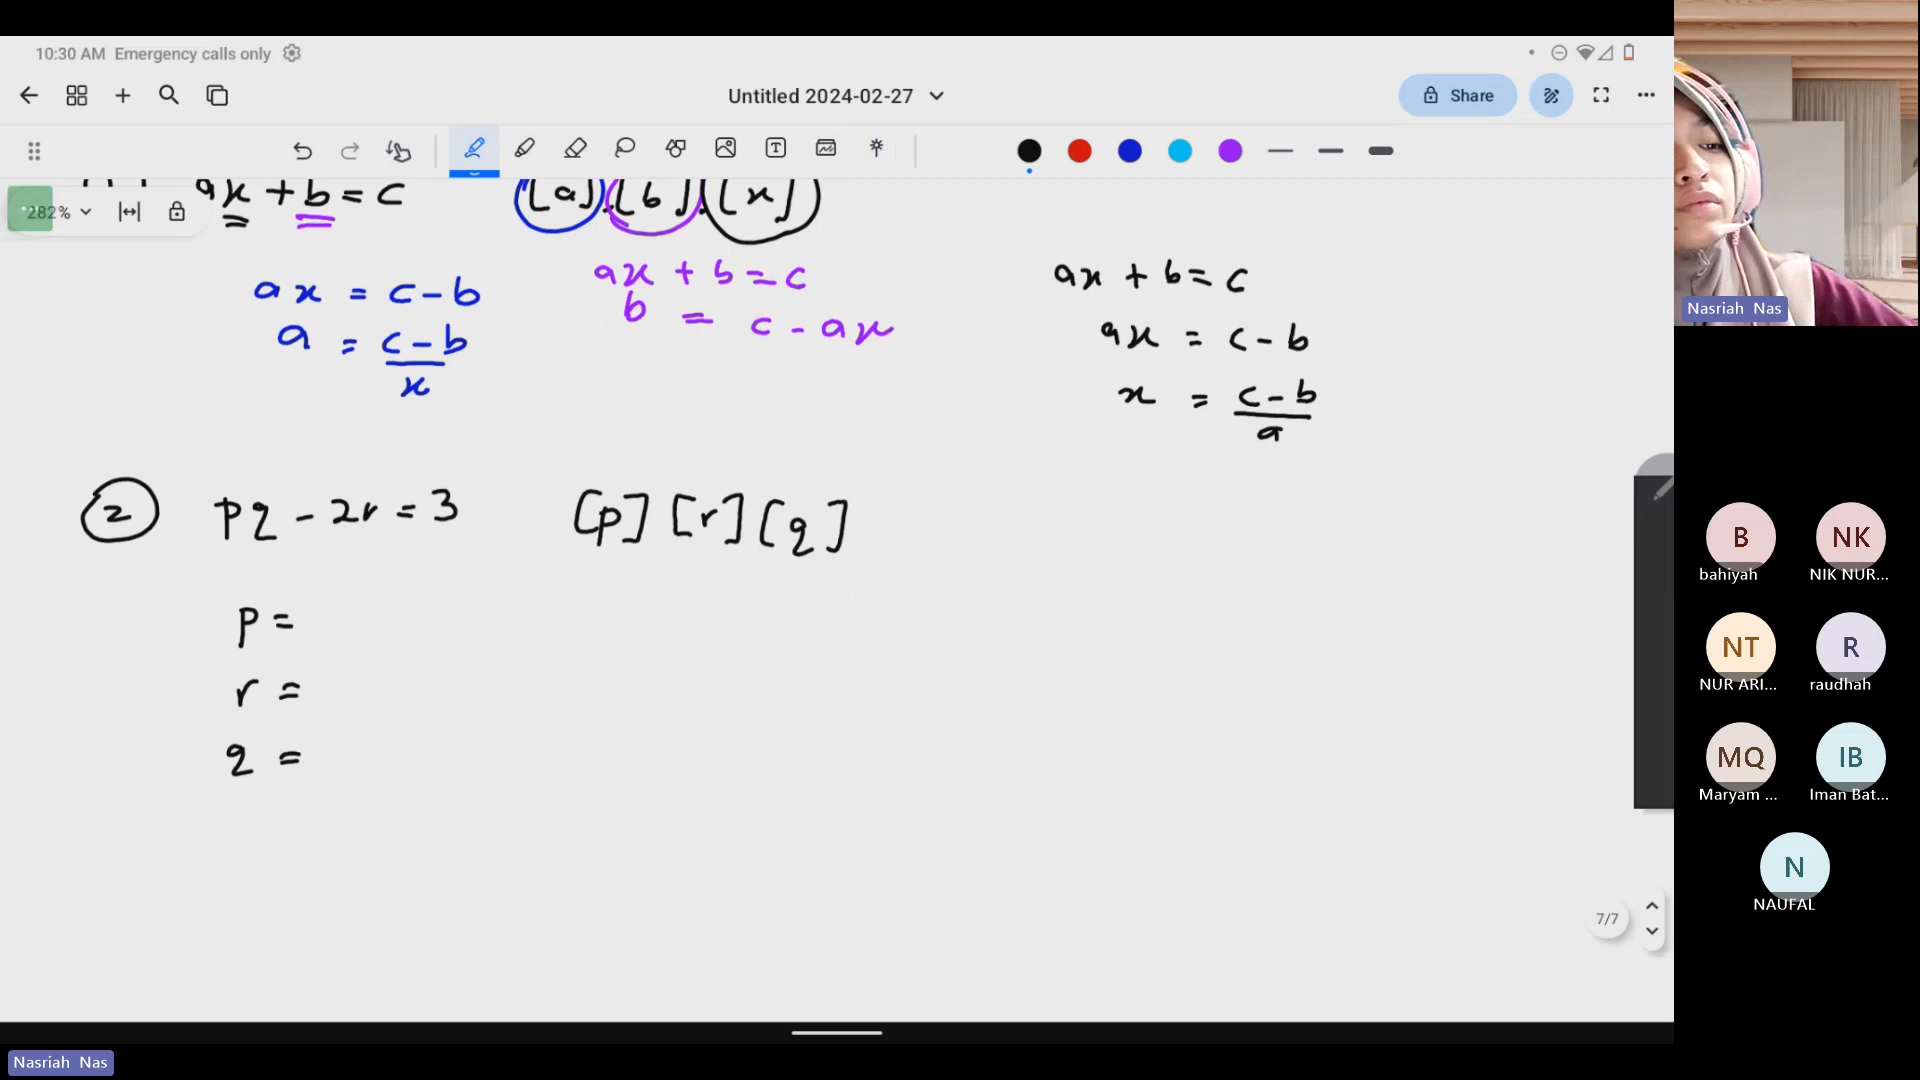 10:30 AM Emergency calls only
Untitled 2024-02-27
Share
282%
ax + b = c [a] [b] [x]
ax = c - b
a = c - b
x
ax + b = c
b = c - ax
ax + b = c
ax = c - b
x = c - b
a
2 pq - 2r = 3 [p] [r] [q]
p =
r =
q =
7/7
Nasriah Nas
B
bahiyah
NK
NIK NUR...
NT
NUR ARI...
R
raudhah
MQ
Maryam ...
IB
Iman Bat...
N
NAUFAL
Nasriah Nas